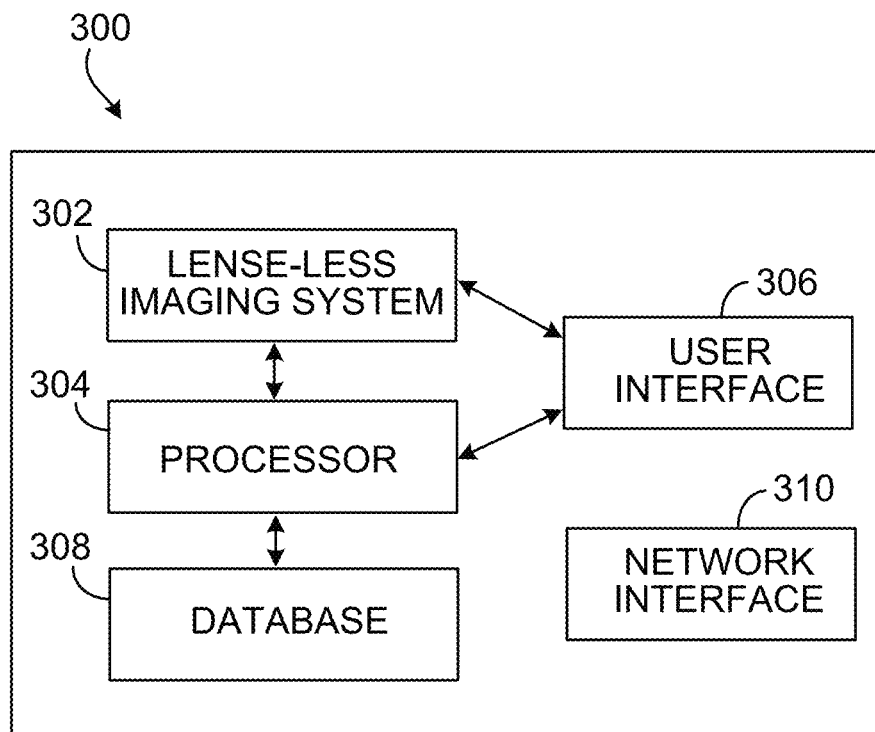 300
302
LENSE-LESS
IMAGING SYSTEM
306
USER
INTERFACE
304
PROCESSOR
310
NETWORK
INTERFACE
308
DATABASE